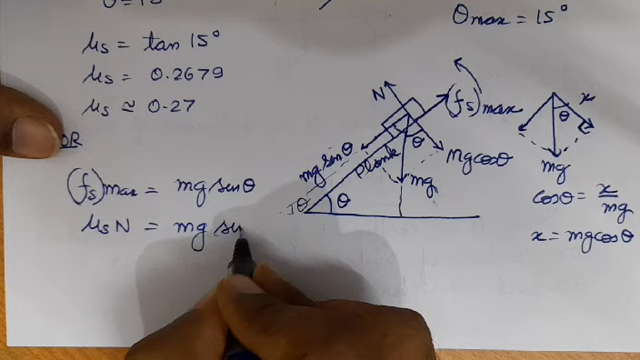 θmax = 15°
μs = tan 15°
μs = 0.2679
μs ≃ 0.27
OR
(fs)max = mg sinθ
μs N = mg sin
N
(fs)max
mg sinθ
Plank
θ
mg cosθ
mg
θ
x
θ
mg
cosθ = x/mg
x = mg cosθ